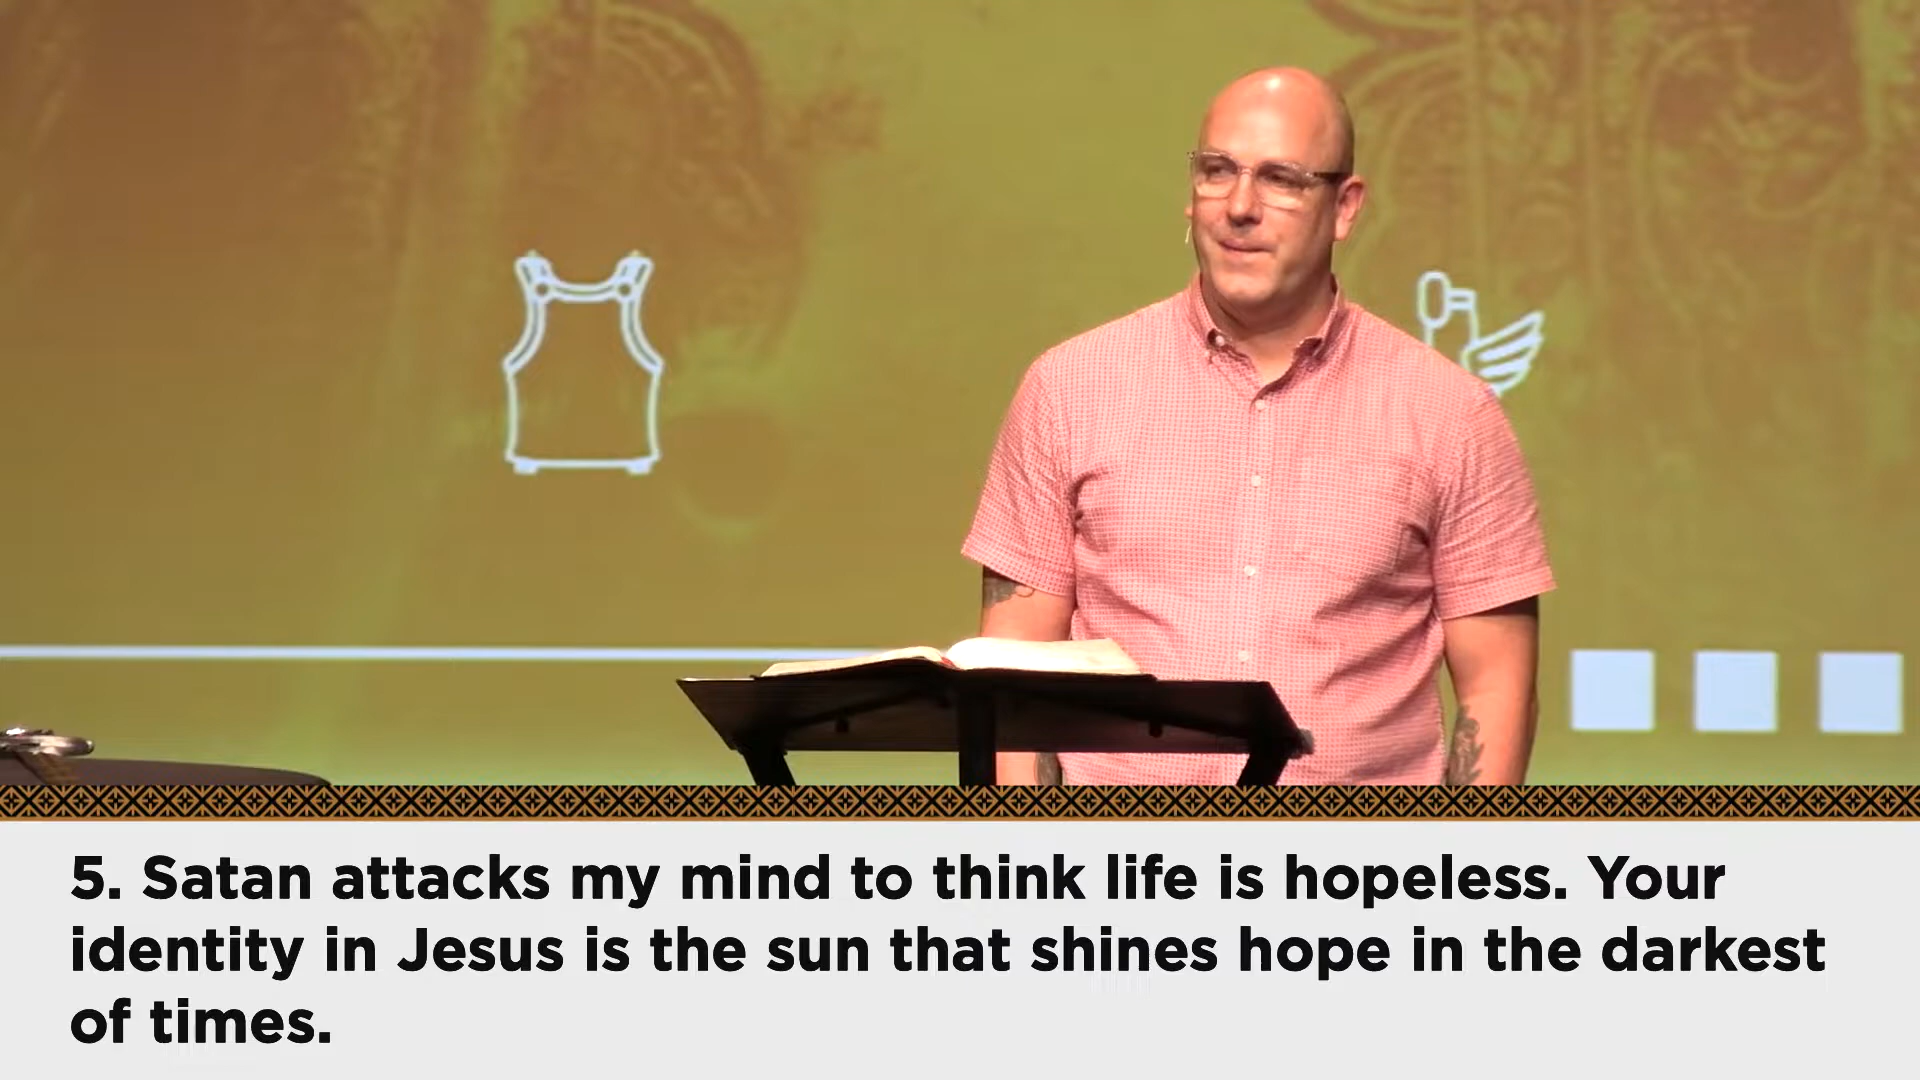 5. Satan attacks my mind to think life is hopeless. Your
identity in Jesus is the sun that shines hope in the darkest
of times.